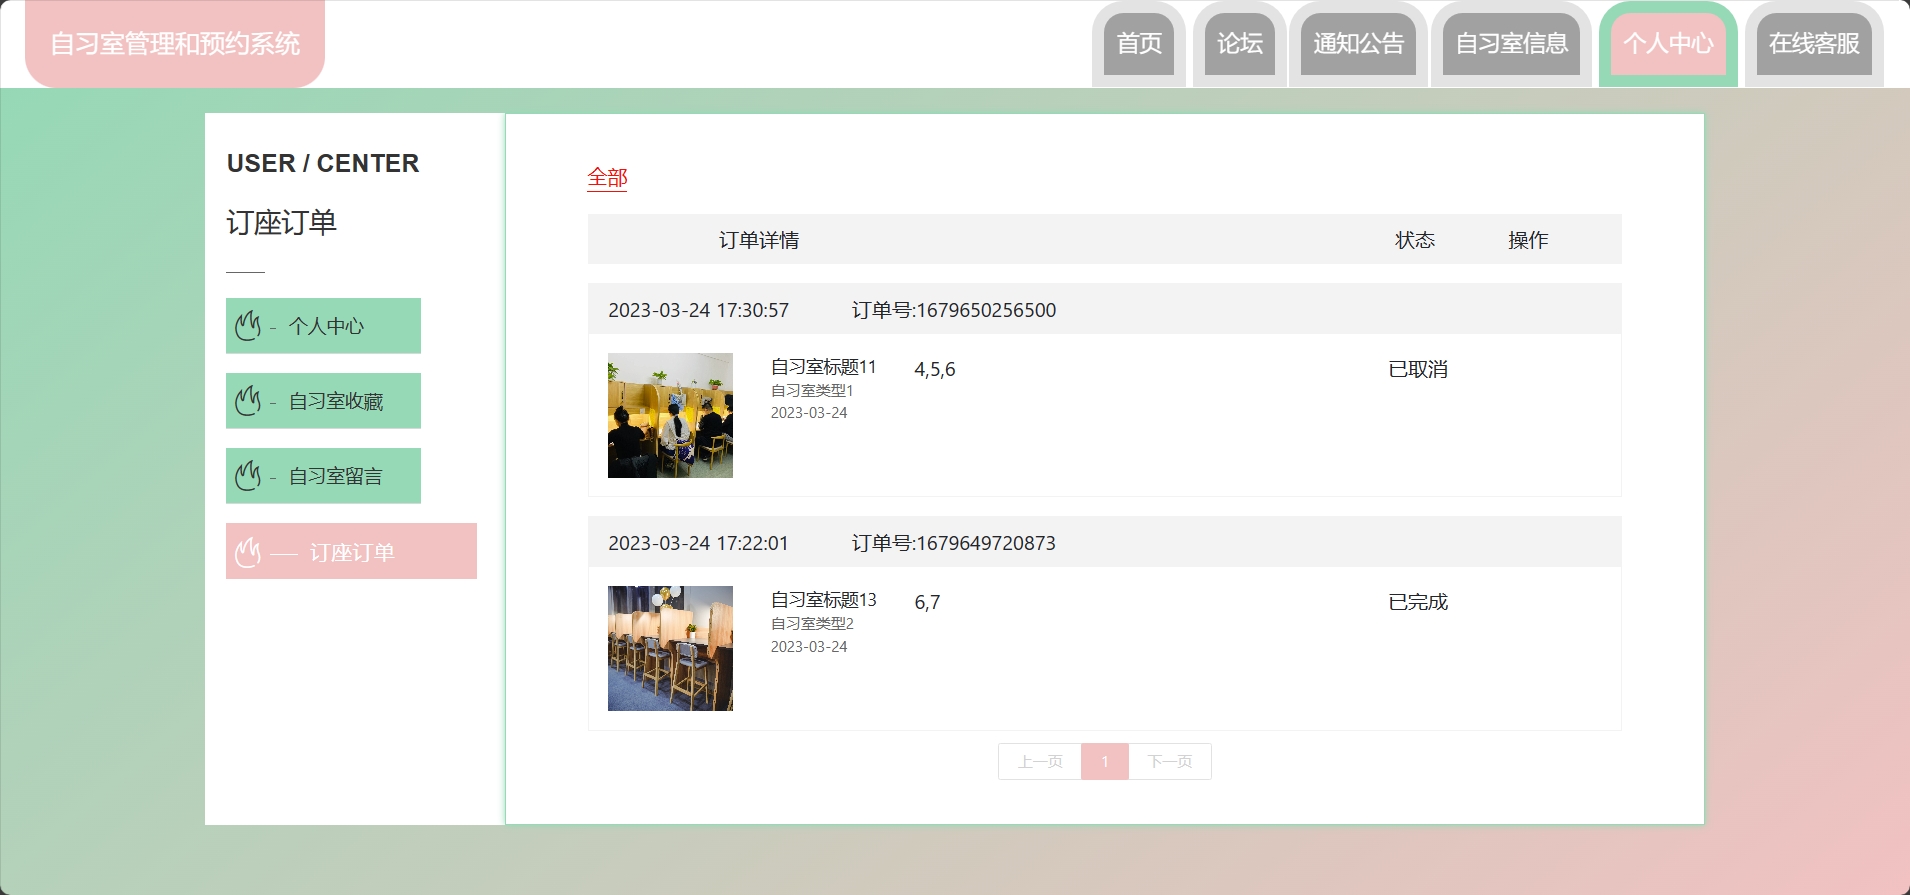 自习室管理和预约系统
首页
论坛
通知公告
自习室信息
个人中心
在线客服
USER / CENTER
订座订单
- 个人中心
- 自习室收藏
- 自习室留言
订座订单
全部
订单详情 状态 操作
2023-03-24 17:30:57 订单号:1679650256500
自习室标题11 4,5,6 已取消
自习室类型1
2023-03-24
2023-03-24 17:22:01 订单号:1679649720873
自习室标题13 6,7 已完成
自习室类型2
2023-03-24
上一页 1 下一页